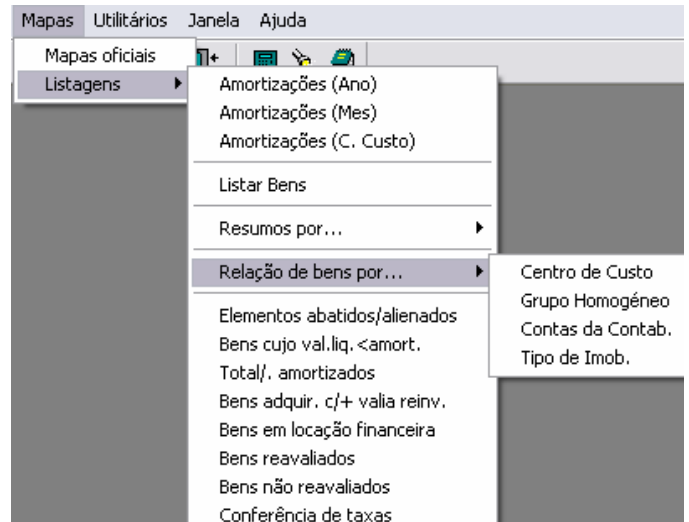 Mapas Utilitários Janela Ajuda
Mapas oficiais
Listagens
Amortizações (Ano)
Amortizações (Mes)
Amortizações (C. Custo)
Listar Bens
Resumos por...
Relação de bens por...
Centro de Custo
Grupo Homogéneo
Contas da Contab.
Tipo de Imob.
Elementos abatidos/alienados
Bens cujo val.liq.<amort.
Total/. amortizados
Bens adquir. c/+ valia reinv.
Bens em locação financeira
Bens reavaliados
Bens não reavaliados
Conferência de taxas